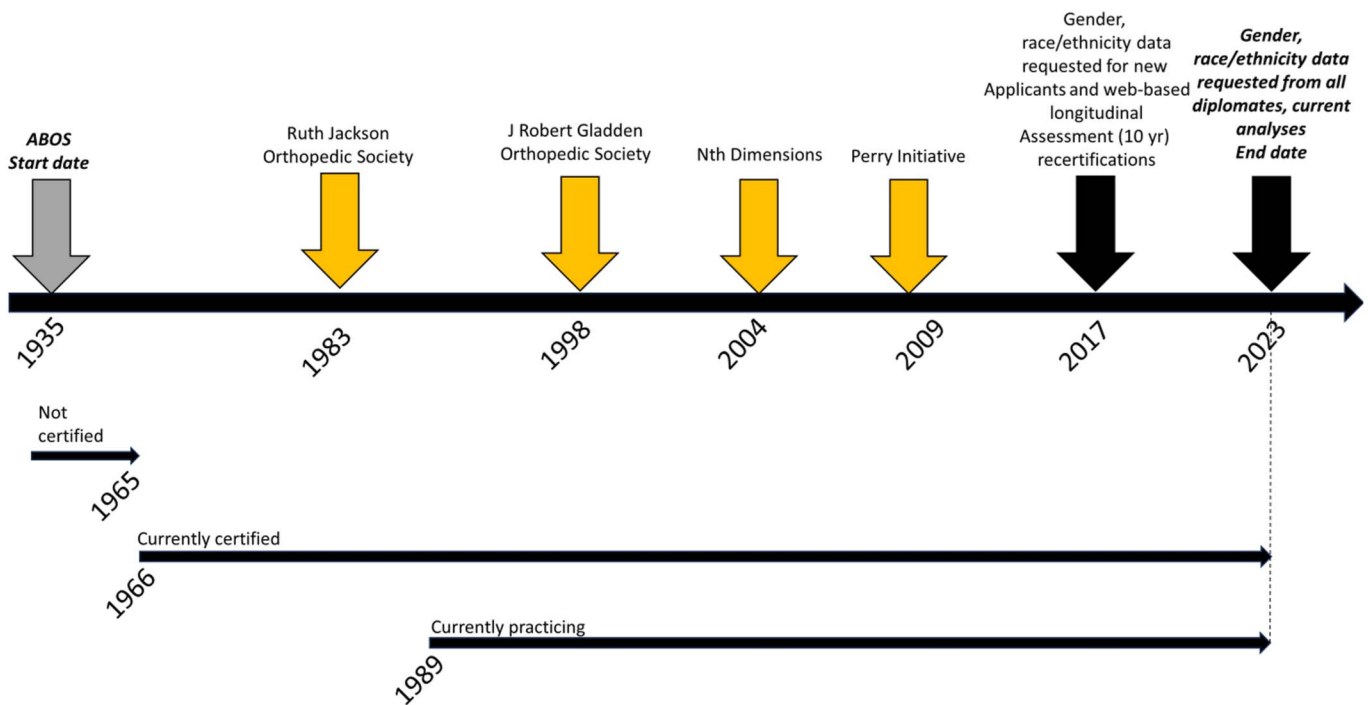 ABOS
Start date
Ruth Jackson
Orthopedic Society
J Robert Gladden
Orthopedic Society
Nth Dimensions
Perry Initiative
Gender,
race/ethnicity data
requested for new
Applicants and web-based
longitudinal
Assessment (10 yr)
recertifications
Gender,
race/ethnicity data
requested from all
diplomates, current
analyses
End date
1935
1983
1998
2004
2009
2017
2023
Not
certified
1965
Currently certified
1966
Currently practicing
1989